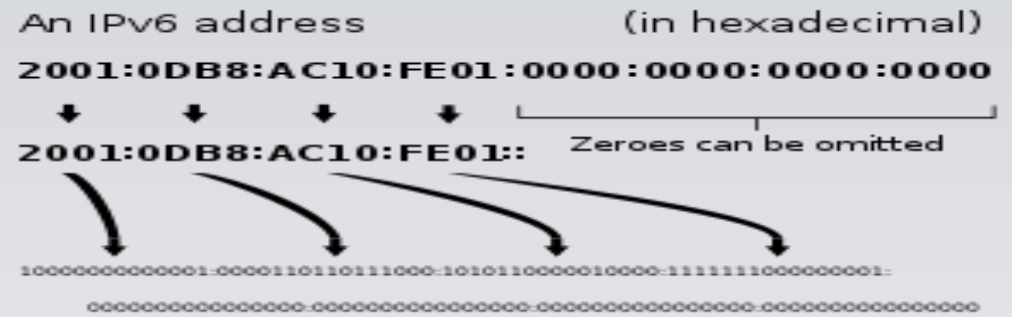 An IPv6 address (in hexadecimal)
2001:0DB8:AC10:FE01:0000:0000:0000:0000
2001:0DB8:AC10:FE01:: Zeroes can be omitted
10000000000001:0000110110111000:1010110000010000:1111111000000001:
0000000000000000:0000000000000000:0000000000000000:0000000000000000